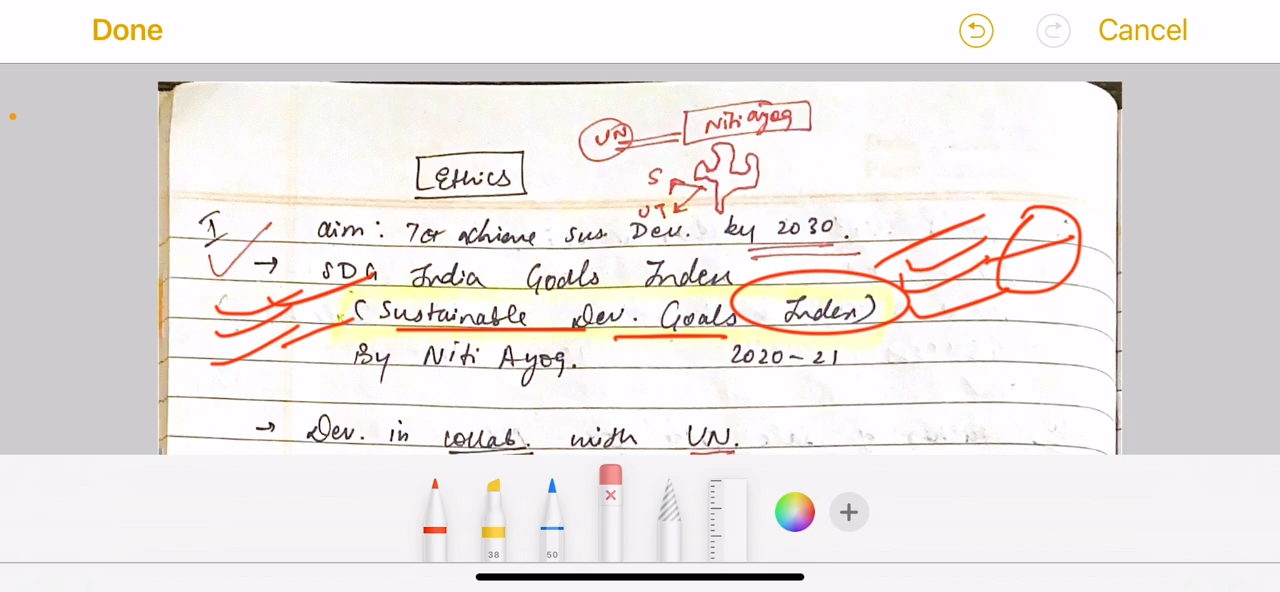 Done Cancel
UN Niti Ayog
Ethics
S
UT
I aim: For achieve sus Dev. by 2030.
→ SDG India Goals Index
(Sustainable Dev. Goals Index)
By Niti Ayog. 2020-21
→ Dev. in collab. with UN.
38 50